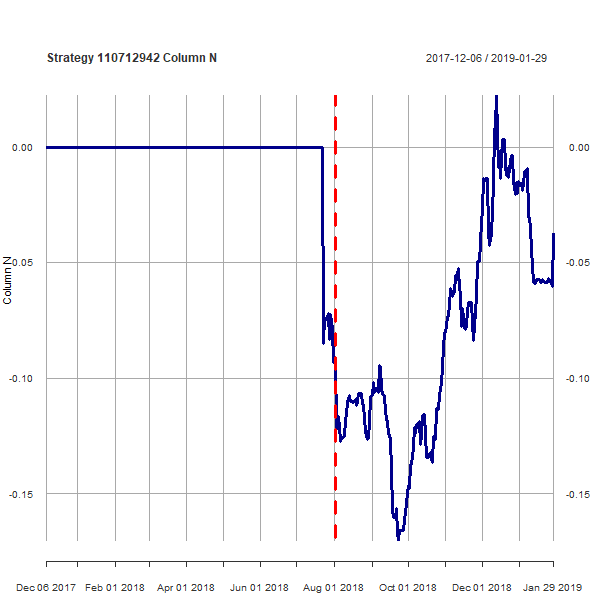 Strategy 110712942 Column N
2017-12-06 / 2019-01-29
0.00
0.00
Column N
-0.05
-0.05
-0.10
-0.10
-0.15
-0.15
Dec 06 2017
Feb 01 2018
Apr 01 2018
Jun 01 2018
Aug 01 2018
Oct 01 2018
Dec 01 2018
Jan 29 2019